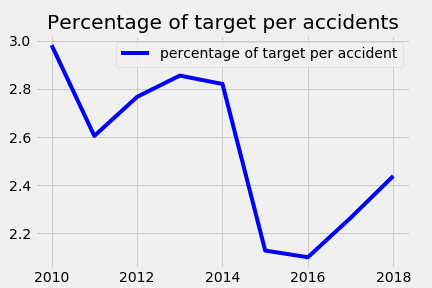 Percentage of target per accidents
percentage of target per accident
3.0
2.8
2.6
2.4
2.2
2010 2012 2014 2016 2018